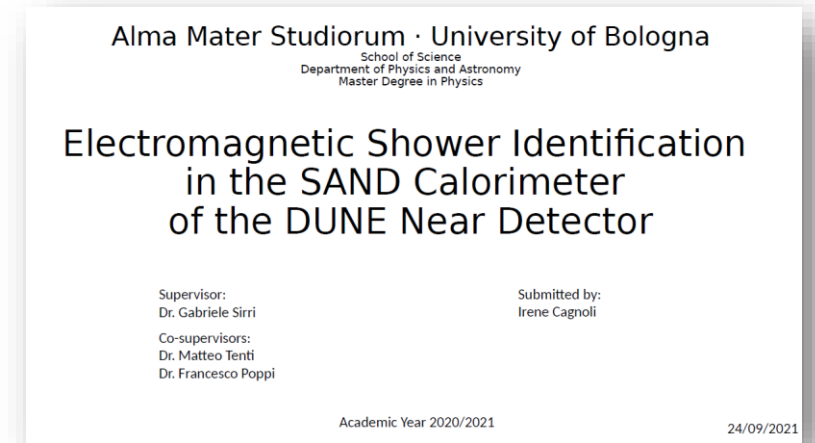 Alma Mater Studiorum · University of Bologna
School of Science
Department of Physics and Astronomy
Master Degree in Physics
Electromagnetic Shower Identification
in the SAND Calorimeter
of the DUNE Near Detector
Supervisor:
Dr. Gabriele Sirri
Co-supervisors:
Dr. Matteo Tenti
Dr. Francesco Poppi
Submitted by:
Irene Cagnoli
Academic Year 2020/2021
24/09/2021